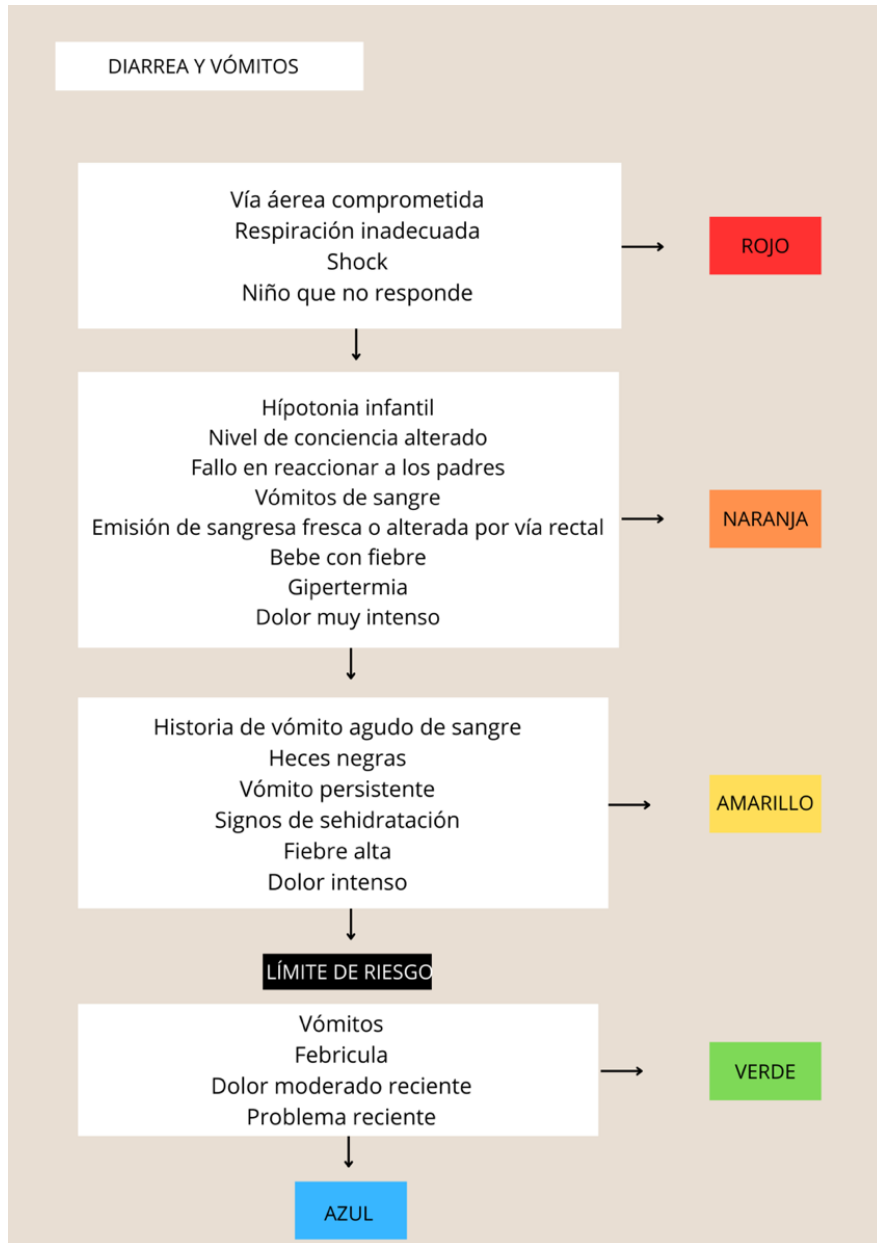 DIARREA Y VÓMITOS
Vía áerea comprometida
Respiración inadecuada
Shock
Niño que no responde
ROJO
Hípotonia infantil
Nivel de conciencia alterado
Fallo en reaccionar a los padres
Vómitos de sangre
Emisión de sangresa fresca o alterada por vía rectal
Bebe con fiebre
Gipertermia
Dolor muy intenso
NARANJA
Historia de vómito agudo de sangre
Heces negras
Vómito persistente
Signos de sehidratación
Fiebre alta
Dolor intenso
AMARILLO
LÍMITE DE RIESGO
Vómitos
Febricula
Dolor moderado reciente
Problema reciente
VERDE
AZUL